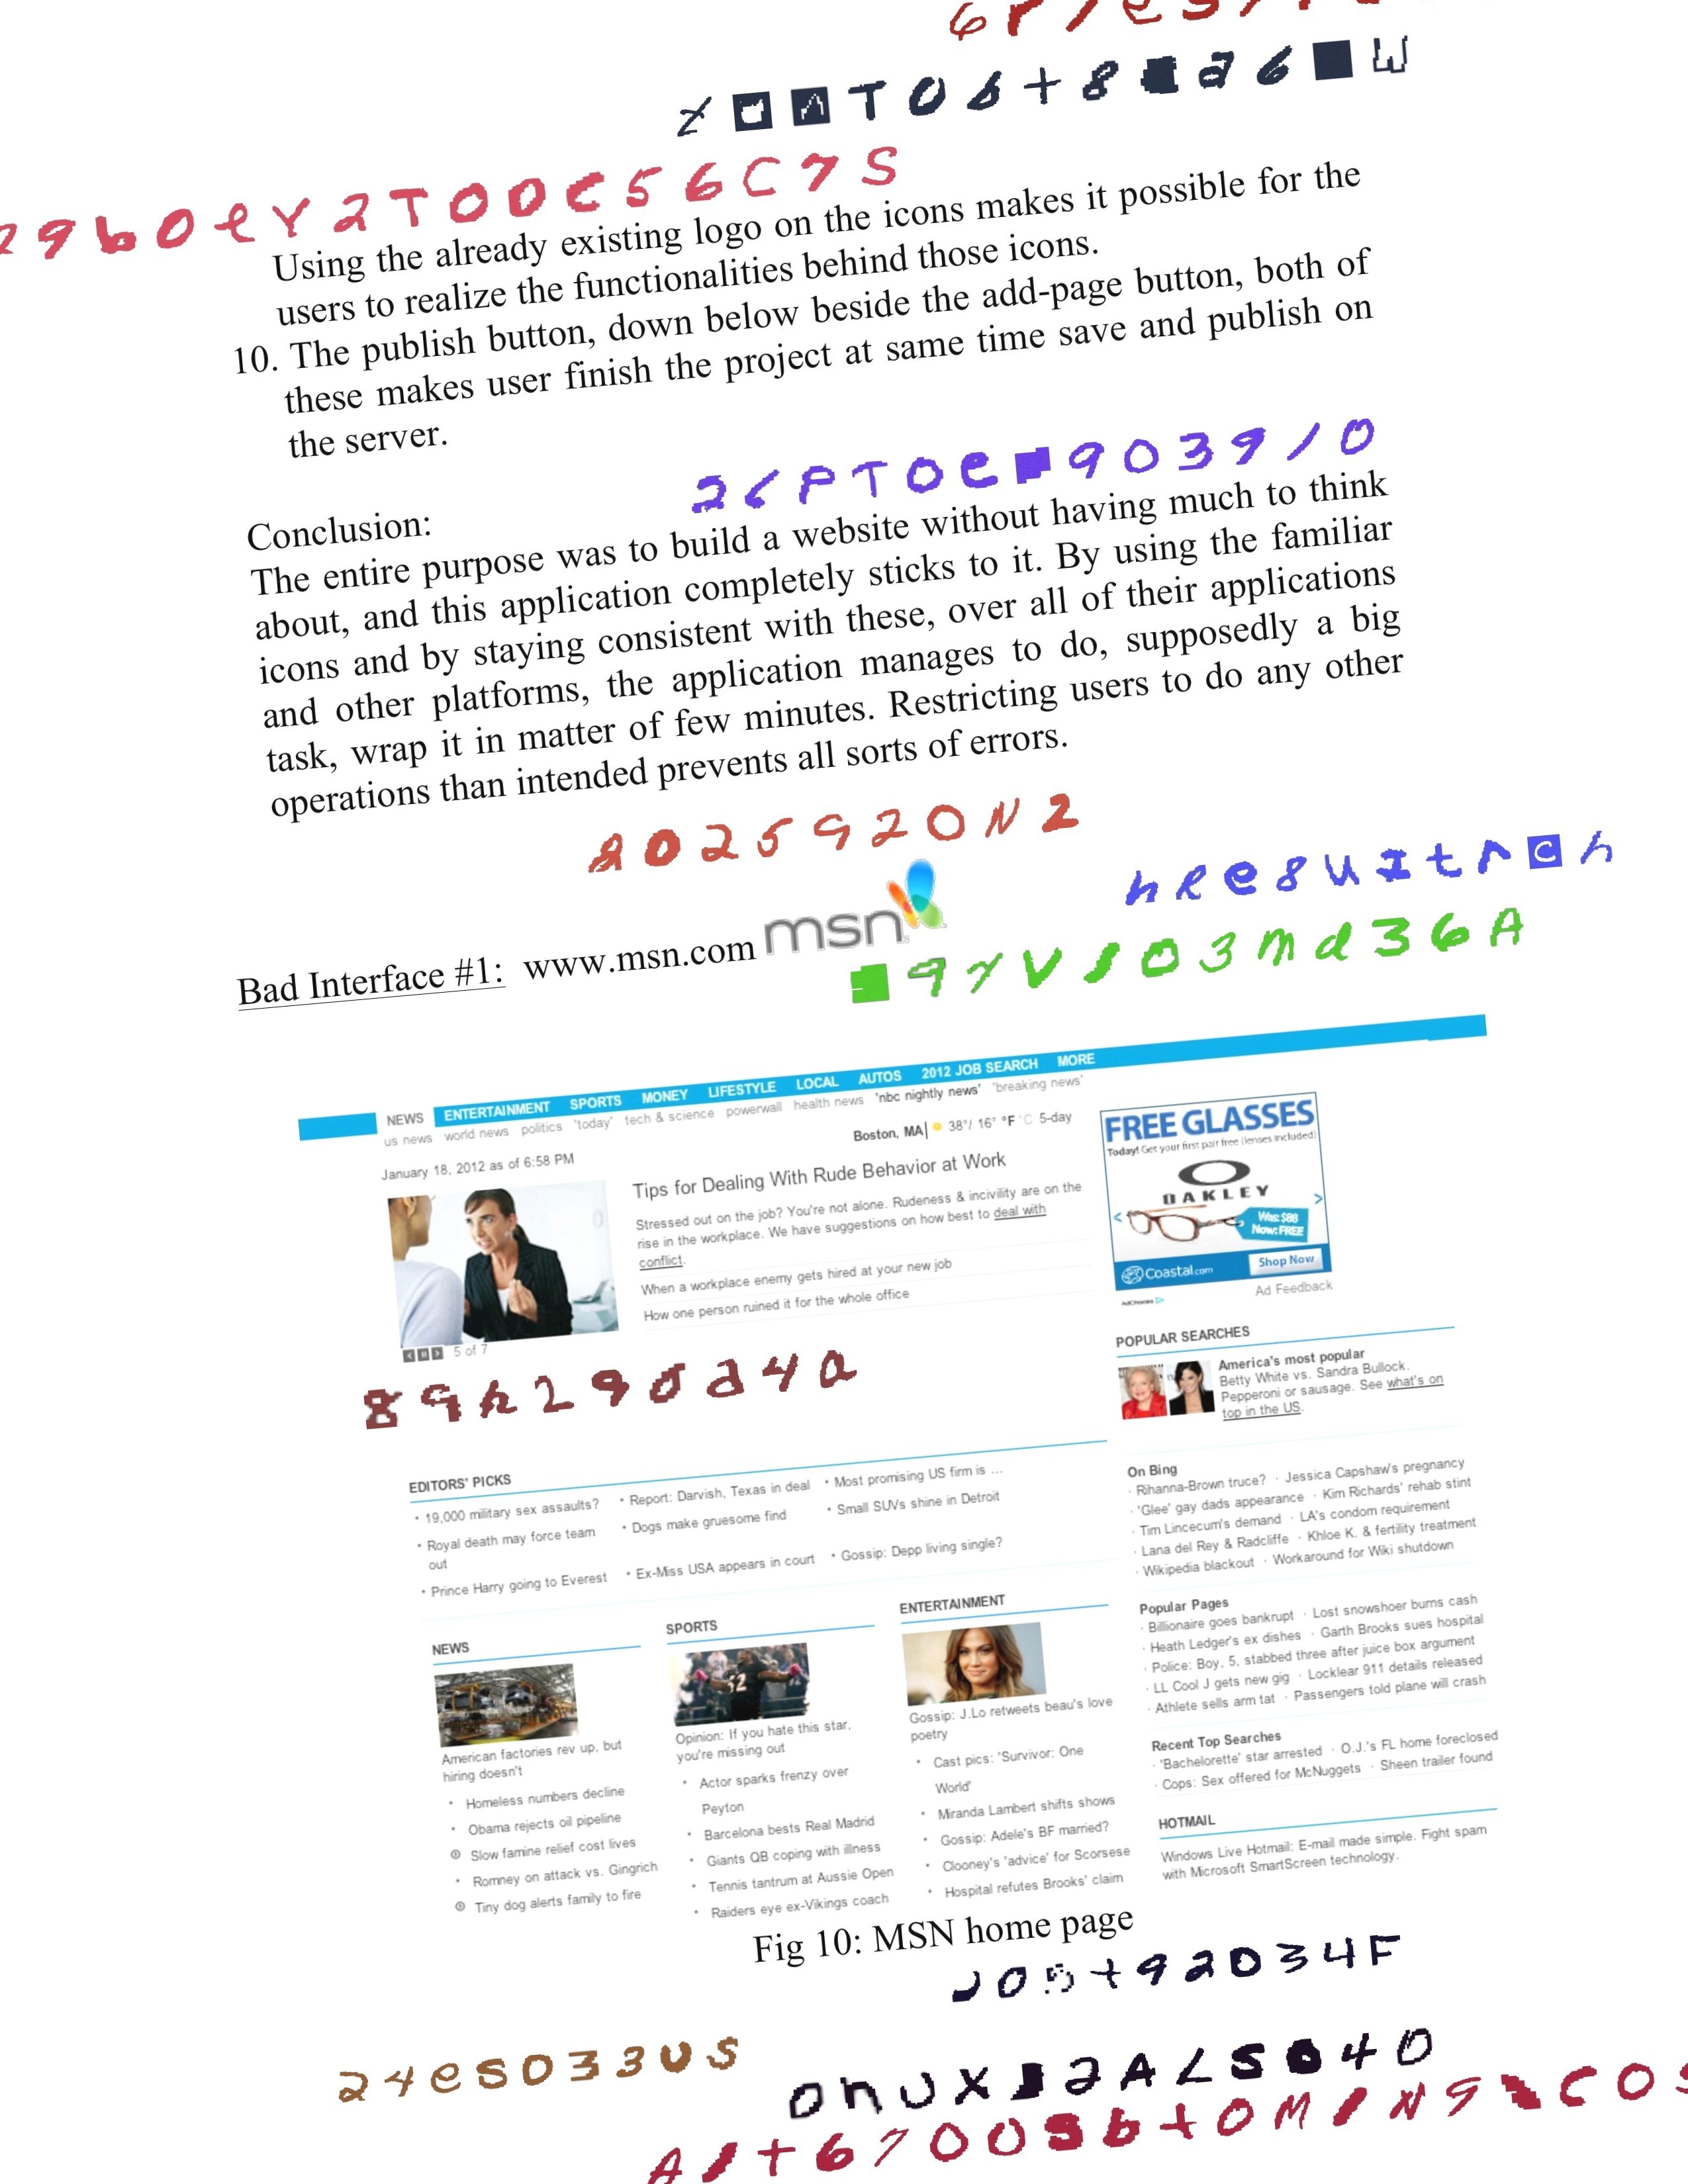 Using the already existing logo on the icons makes it possible for the
users to realize the functionalities behind those icons.
10. The publish button, down below beside the add-page button, both of
these makes user finish the project at same time save and publish on
the server.
Conclusion:
The entire purpose was to build a website without having much to think
about, and this application completely sticks to it. By using the familiar
icons and by staying consistent with these, over all of their applications
and other platforms, the application manages to do, supposedly a big
task, wrap it in matter of few minutes. Restricting users to do any other
operations than intended prevents all sorts of errors.
A025920N2
Bad Interface #1: www.msn.com msn
NEWS ENTERTAINMENT SPORTS MONEY LIFESTYLE LOCAL AUTOS 2012 JOB SEARCH MORE
us news world news politics 'today' tech & science powerwall health news 'nbc nightly news' 'breaking news'
Boston, MA| 38°/ 16° °F °C 5-day
January 18, 2012 as of 6:58 PM
Tips for Dealing With Rude Behavior at Work
Stressed out on the job? You're not alone. Rudeness & incivility are on the
rise in the workplace. We have suggestions on how best to deal with
conflict.
When a workplace enemy gets hired at your new job
How one person ruined it for the whole office
5 of 7
FREE GLASSES
Today! Get your first pair free (lenses included)
OAKLEY
Was: $88
Now: FREE
Coastal.com Shop Now
AdChoices
Ad Feedback
POPULAR SEARCHES
America's most popular
Betty White vs. Sandra Bullock.
Pepperoni or sausage. See what's on
top in the US.
89h290d4a
EDITORS' PICKS
• 19,000 military sex assaults? • Report: Darvish, Texas in deal • Most promising US firm is ...
• Royal death may force team
out
• Dogs make gruesome find • Small SUVs shine in Detroit
• Prince Harry going to Everest • Ex-Miss USA appears in court • Gossip: Depp living single?
On Bing
· Rihanna-Brown truce? · Jessica Capshaw's pregnancy
· 'Glee' gay dads appearance · Kim Richards' rehab stint
· Tim Lincecum's demand · LA's condom requirement
· Lana del Rey & Radcliffe · Khloe K. & fertility treatment
· Wikipedia blackout · Workaround for Wiki shutdown
Popular Pages
· Billionaire goes bankrupt · Lost snowshoer burns cash
· Heath Ledger's ex dishes · Garth Brooks sues hospital
· Police: Boy, 5, stabbed three after juice box argument
· LL Cool J gets new gig · Locklear 911 details released
· Athlete sells arm tat · Passengers told plane will crash
Recent Top Searches
· 'Bachelorette' star arrested · O.J.'s FL home foreclosed
· Cops: Sex offered for McNuggets · Sheen trailer found
HOTMAIL
Windows Live Hotmail: E-mail made simple. Fight spam
with Microsoft SmartScreen technology.
NEWS
American factories rev up, but
hiring doesn't
• Homeless numbers decline
• Obama rejects oil pipeline
Slow famine relief cost lives
• Romney on attack vs. Gingrich
Tiny dog alerts family to fire
SPORTS
Opinion: If you hate this star,
you're missing out
• Actor sparks frenzy over
Peyton
• Barcelona bests Real Madrid
• Giants QB coping with illness
• Tennis tantrum at Aussie Open
• Raiders eye ex-Vikings coach
ENTERTAINMENT
Gossip: J.Lo retweets beau's love
poetry
• Cast pics: 'Survivor: One
World'
• Miranda Lambert shifts shows
• Gossip: Adele's BF married?
• Clooney's 'advice' for Scorsese
• Hospital refutes Brooks' claim
Fig 10: MSN home page
24eS033US